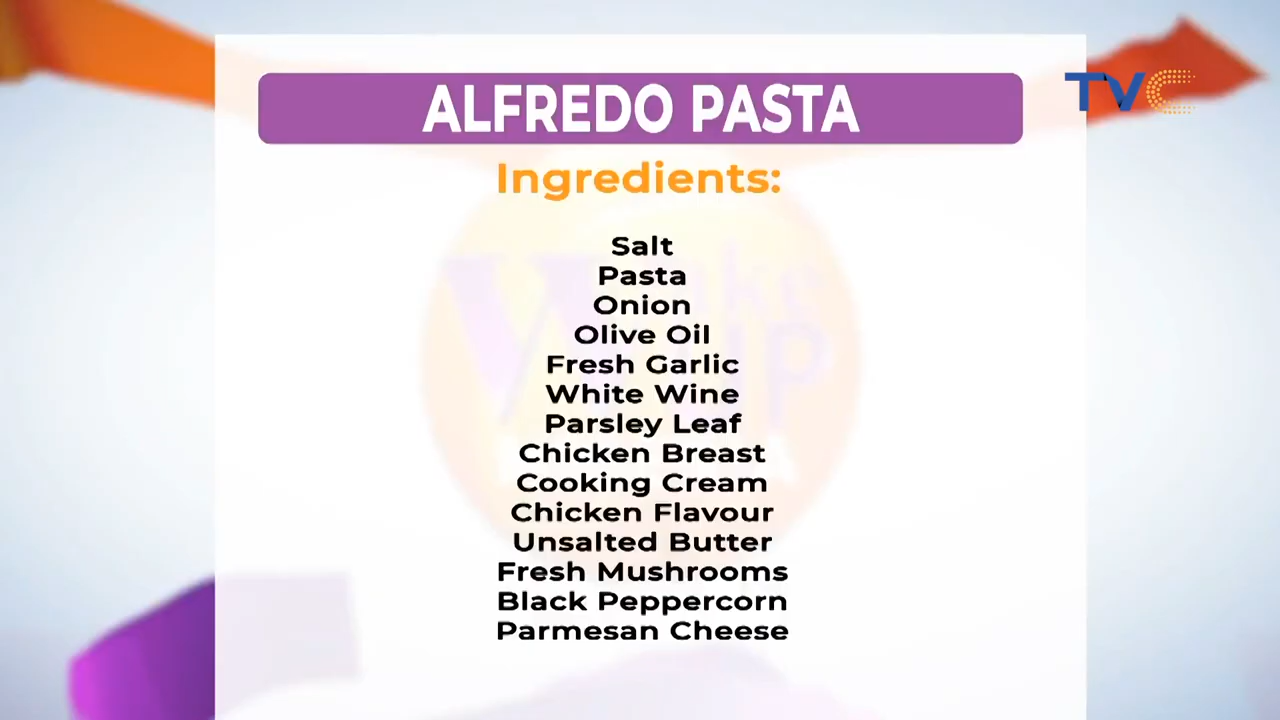 ALFREDO PASTA
TVC
Ingredients:
Salt
Pasta
Onion
Olive Oil
Fresh Garlic
White Wine
Parsley Leaf
Chicken Breast
Cooking Cream
Chicken Flavour
Unsalted Butter
Fresh Mushrooms
Black Peppercorn
Parmesan Cheese